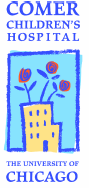 COMER
CHILDREN'S
HOSPITAL
THE UNIVERSITY OF
CHICAGO